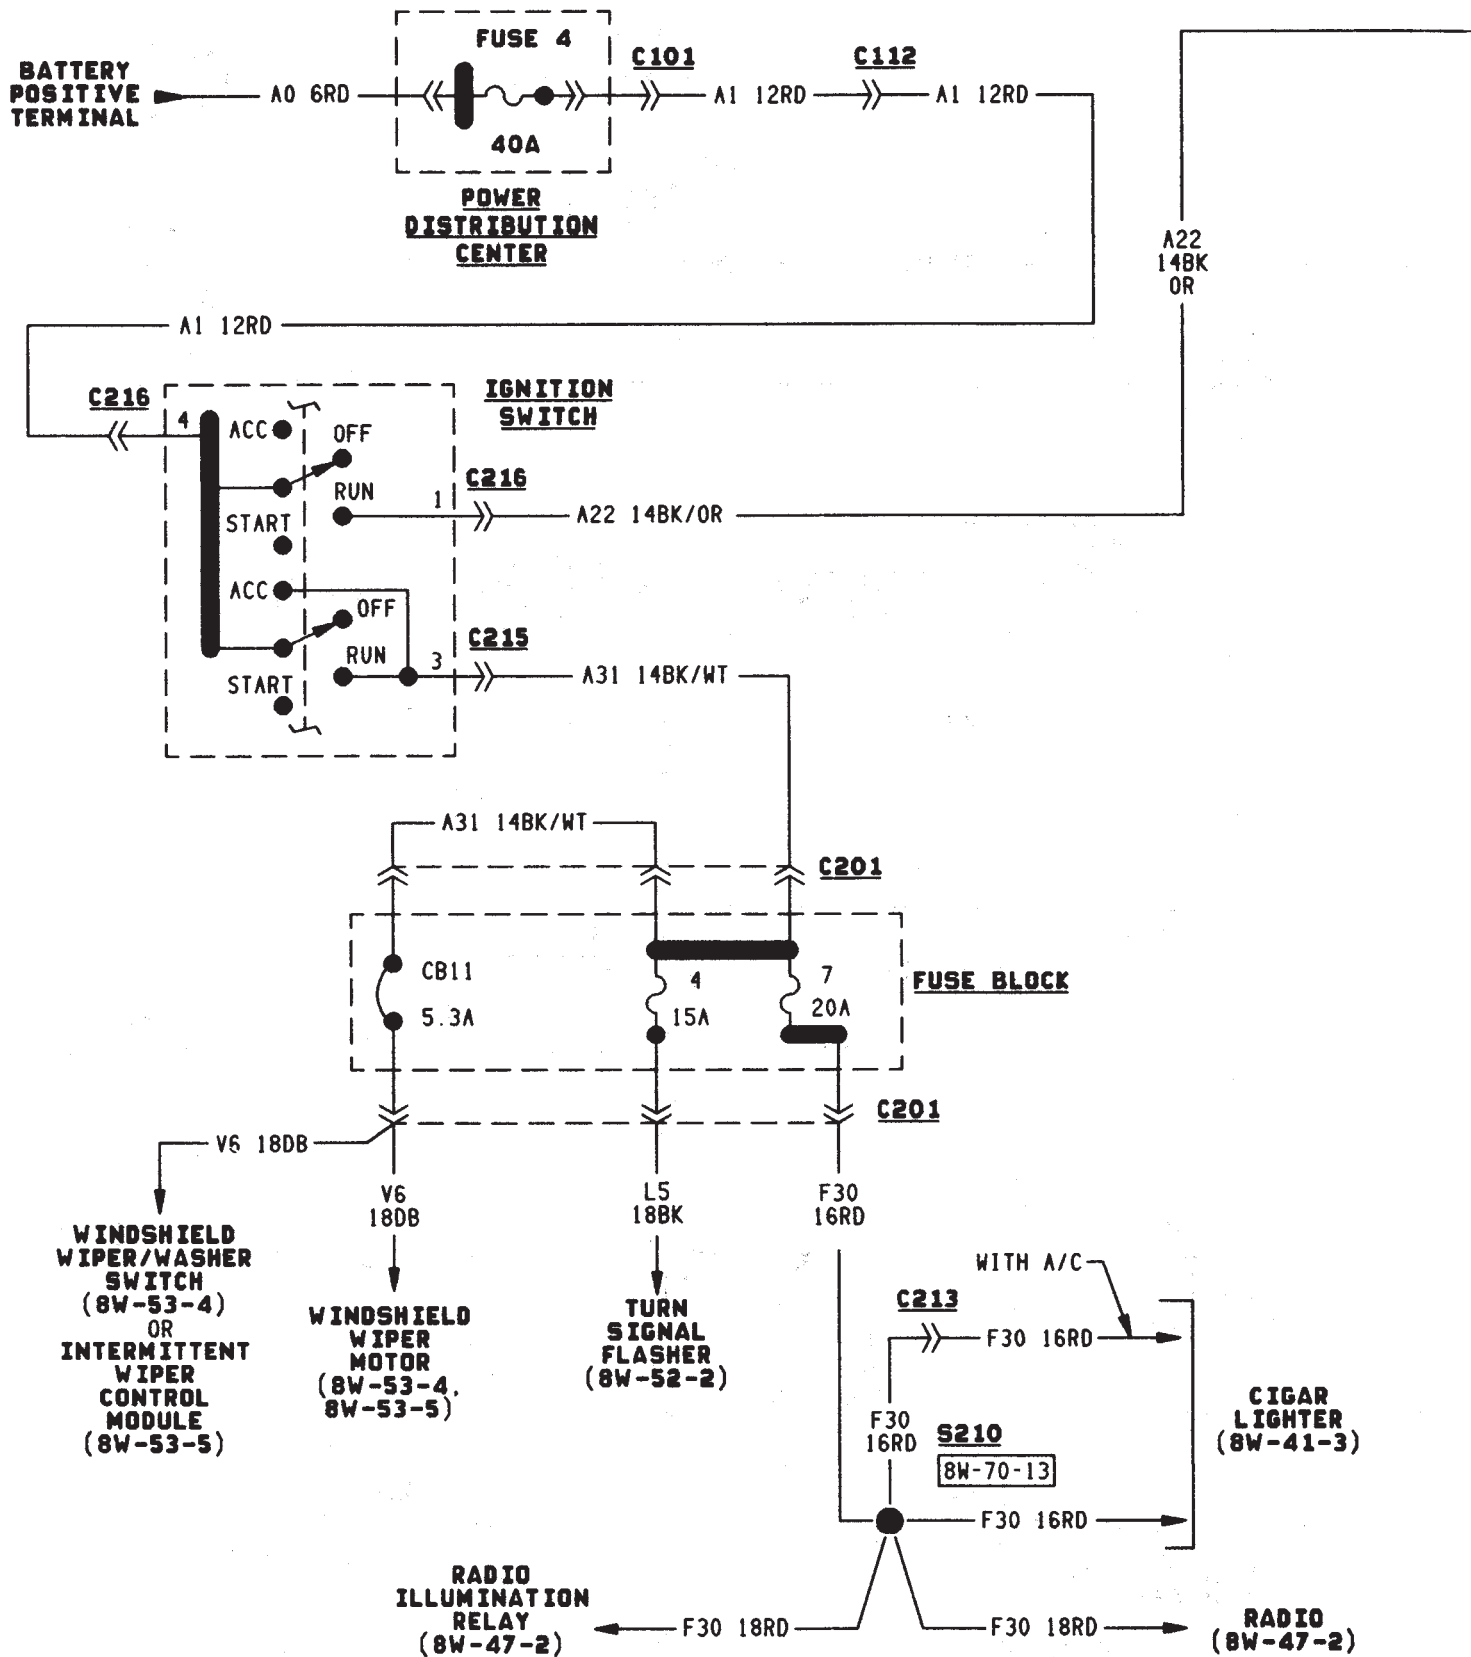 FUSE 4
C101
C112
BATTERY
POSITIVE
TERMINAL
A0 6RD
A1 12RD
A1 12RD
40A
POWER
DISTRIBUTION
CENTER
A22
14BK
OR
A1 12RD
C216
IGNITION
SWITCH
4
ACC
OFF
RUN
1
C216
START
A22 14BK/OR
ACC
OFF
RUN
3
C215
START
A31 14BK/WT
A31 14BK/WT
C201
CB11
4
7
FUSE BLOCK
5.3A
15A
20A
C201
V6 18DB
V6
18DB
L5
18BK
F30
16RD
WINDSHIELD
WIPER/WASHER
SWITCH
(8W-53-4)
OR
INTERMITTENT
WIPER
CONTROL
MODULE
(8W-53-5)
WINDSHIELD
WIPER
MOTOR
(8W-53-4,
8W-53-5)
TURN
SIGNAL
FLASHER
(8W-52-2)
WITH A/C
C213
F30 16RD
F30
16RD
S210
8W-70-13
CIGAR
LIGHTER
(8W-41-3)
F30 16RD
RADIO
ILLUMINATION
RELAY
(8W-47-2)
F30 18RD
F30 18RD
RADIO
(8W-47-2)